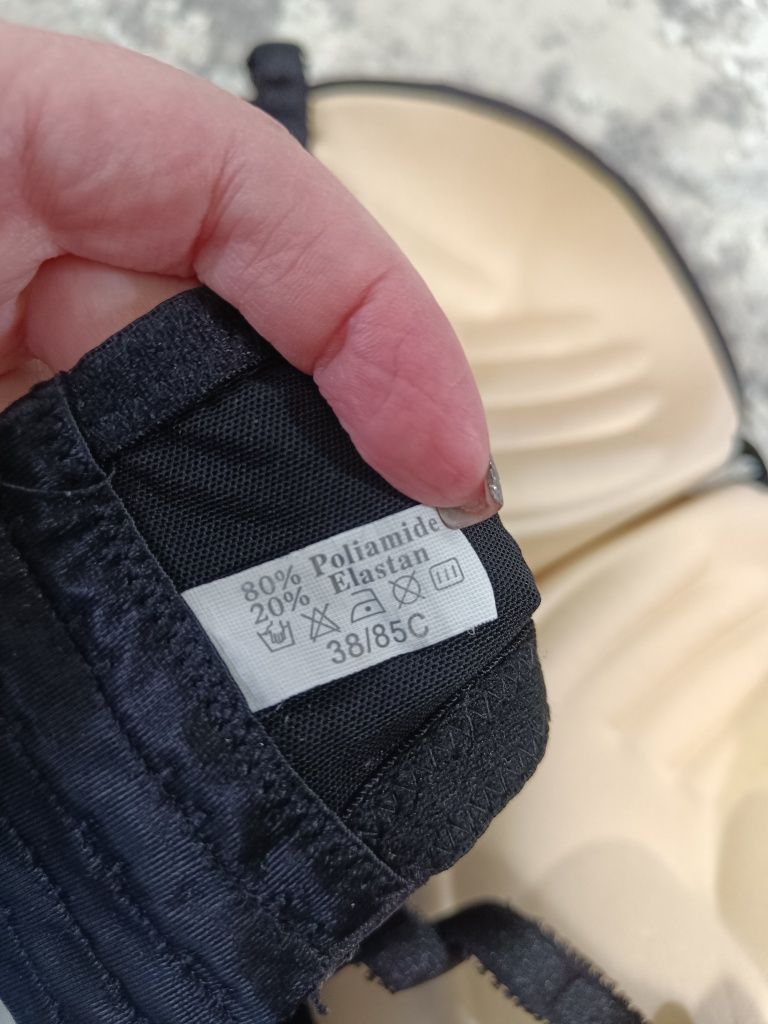 80% Poliamide
20% Elastan
38/85C